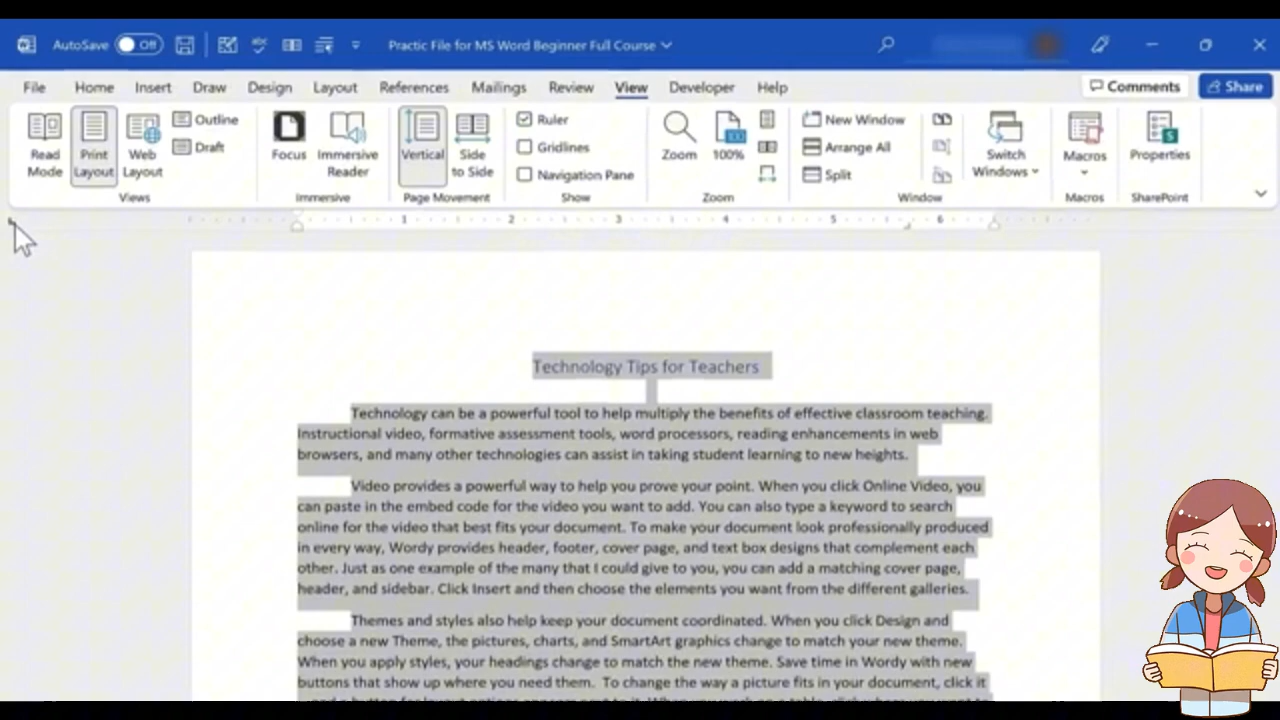 AutoSave Off Practic File for MS Word Beginner Full Course
File Home Insert Draw Design Layout References Mailings Review View Developer Help Comments Share
Read Mode Print Layout Web Layout Outline Draft
Views
Focus Immersive Reader
Immersive
Vertical Side to Side
Page Movement
Ruler
Gridlines
Navigation Pane
Show
Zoom 100%
Zoom
New Window
Arrange All
Split
Switch Windows
Window
Macros
Macros
Properties
SharePoint
1 2 3 4 5 6
Technology Tips for Teachers
Technology can be a powerful tool to help multiply the benefits of effective classroom teaching.
Instructional video, formative assessment tools, word processors, reading enhancements in web
browsers, and many other technologies can assist in taking student learning to new heights.
Video provides a powerful way to help you prove your point. When you click Online Video, you
can paste in the embed code for the video you want to add. You can also type a keyword to search
online for the video that best fits your document. To make your document look professionally produced
in every way, Wordy provides header, footer, cover page, and text box designs that complement each
other. Just as one example of the many that I could give to you, you can add a matching cover page,
header, and sidebar. Click Insert and then choose the elements you want from the different galleries.
Themes and styles also help keep your document coordinated. When you click Design and
choose a new Theme, the pictures, charts, and SmartArt graphics change to match your new theme.
When you apply styles, your headings change to match the new theme. Save time in Wordy with new
buttons that show up where you need them. To change the way a picture fits in your document, click it